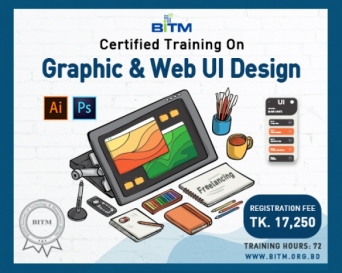 BITM
Certified Training On
Graphic & Web UI Design
Ai
Ps
UI
Freelancing
BITM
REGISTRATION FEE
TK. 17,250
TRAINING HOURS: 72
WWW.BITM.ORG.BD